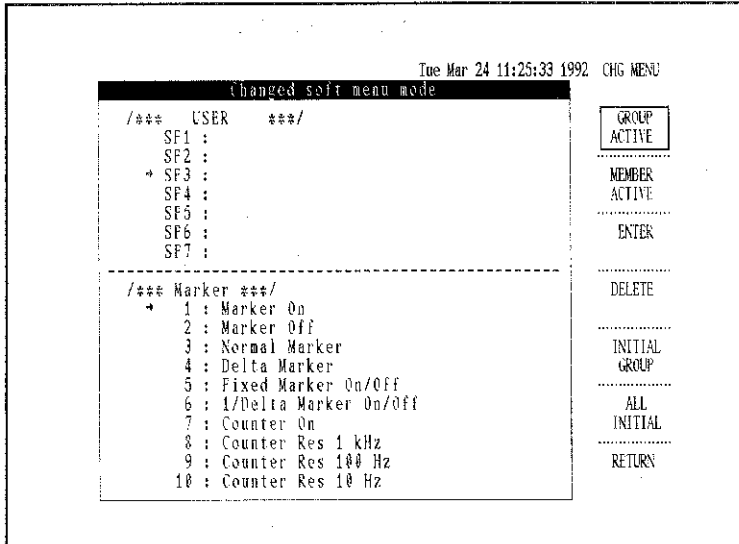 Tue Mar 24 11:25:33 1992 CHG MENU
Changed soft menu mode
/*** USER ***/
SF1 :
SF2 :
→ SF3 :
SF4 :
SF5 :
SF6 :
SF7 :
/*** Marker ***/
→ 1 : Marker On
2 : Marker Off
3 : Normal Marker
4 : Delta Marker
5 : Fixed Marker On/Off
6 : 1/Delta Marker On/Off
7 : Counter On
8 : Counter Res 1 kHz
9 : Counter Res 100 Hz
10 : Counter Res 10 Hz
GROUP
ACTIVE
MEMBER
ACTIVE
ENTER
DELETE
INITIAL
GROUP
ALL
INITIAL
RETURN